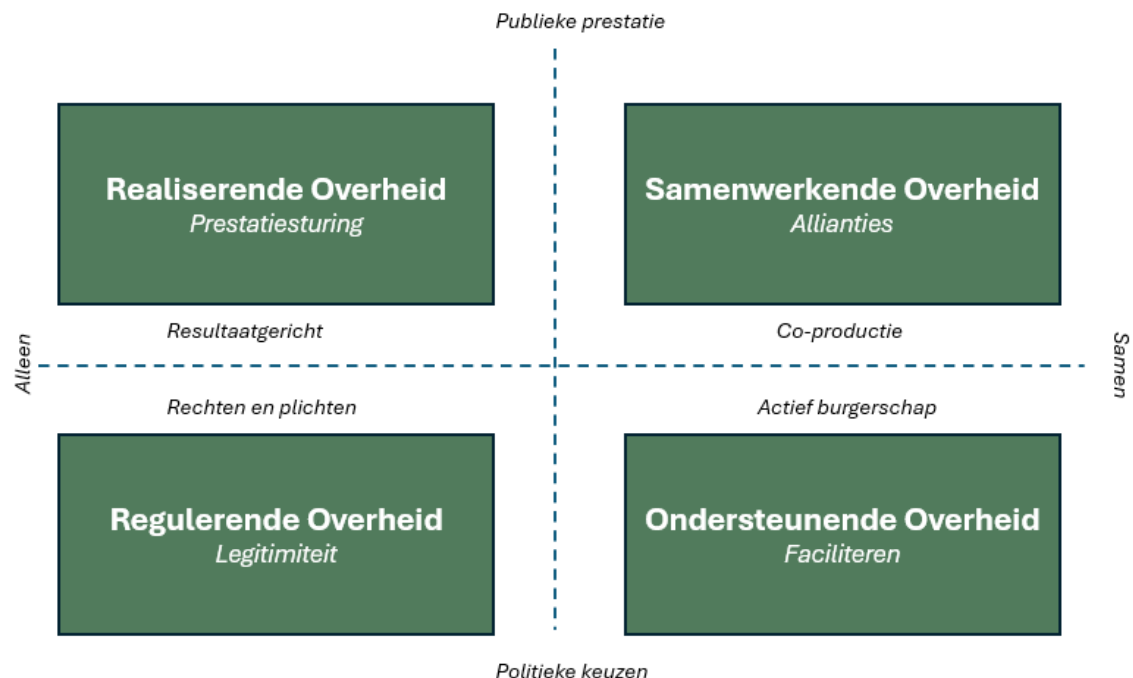 Publieke prestatie
Realiserende Overheid
Prestatiesturing
Samenwerkende Overheid
Allianties
Resultaatgericht
Co-productie
Alleen
Samen
Rechten en plichten
Actief burgerschap
Regulerende Overheid
Legitimiteit
Ondersteunende Overheid
Faciliteren
Politieke keuzen